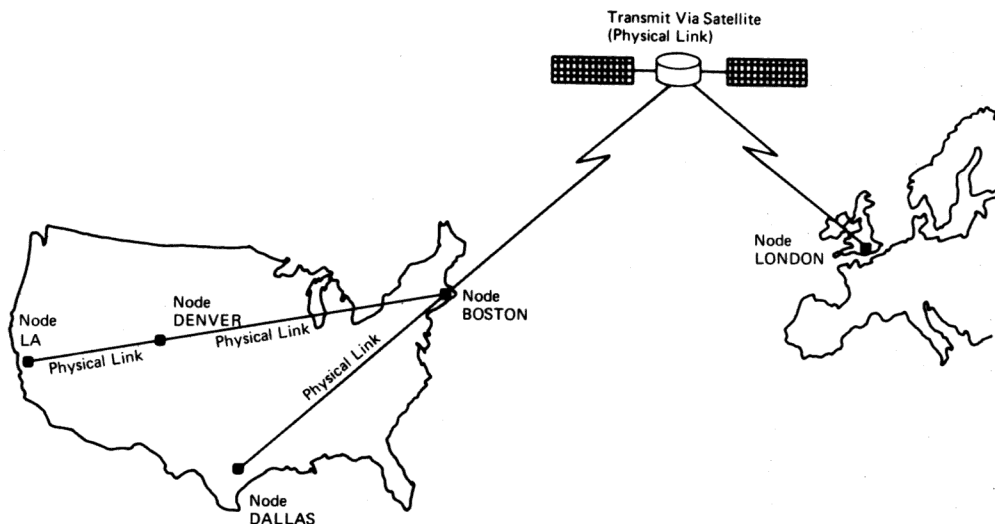 Transmit Via Satellite
(Physical Link)
Node
LONDON
Node
BOSTON
Node
DENVER
Node
LA
Physical Link
Physical Link
Physical Link
Node
DALLAS